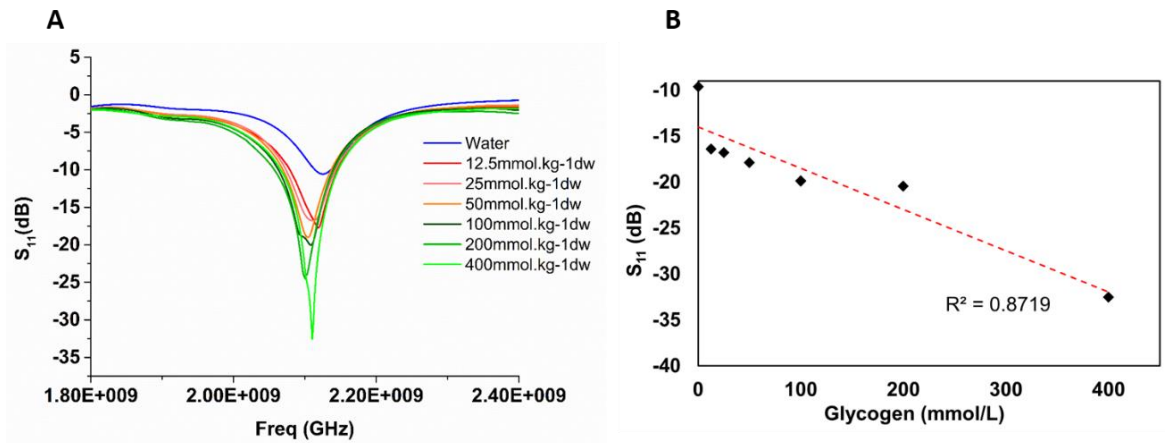 A
5
0
-5
-10
-15
-20
-25
-30
-35
S₁₁(dB)
1.80E+009
2.00E+009
2.20E+009
2.40E+009
Freq (GHz)
Water
12.5mmol.kg-1dw
25mmol.kg-1dw
50mmol.kg-1dw
100mmol.kg-1dw
200mmol.kg-1dw
400mmol.kg-1dw
B
-10
-15
-20
-25
-30
-35
-40
S₁₁ (dB)
R² = 0.8719
0
100
200
300
400
Glycogen (mmol/L)